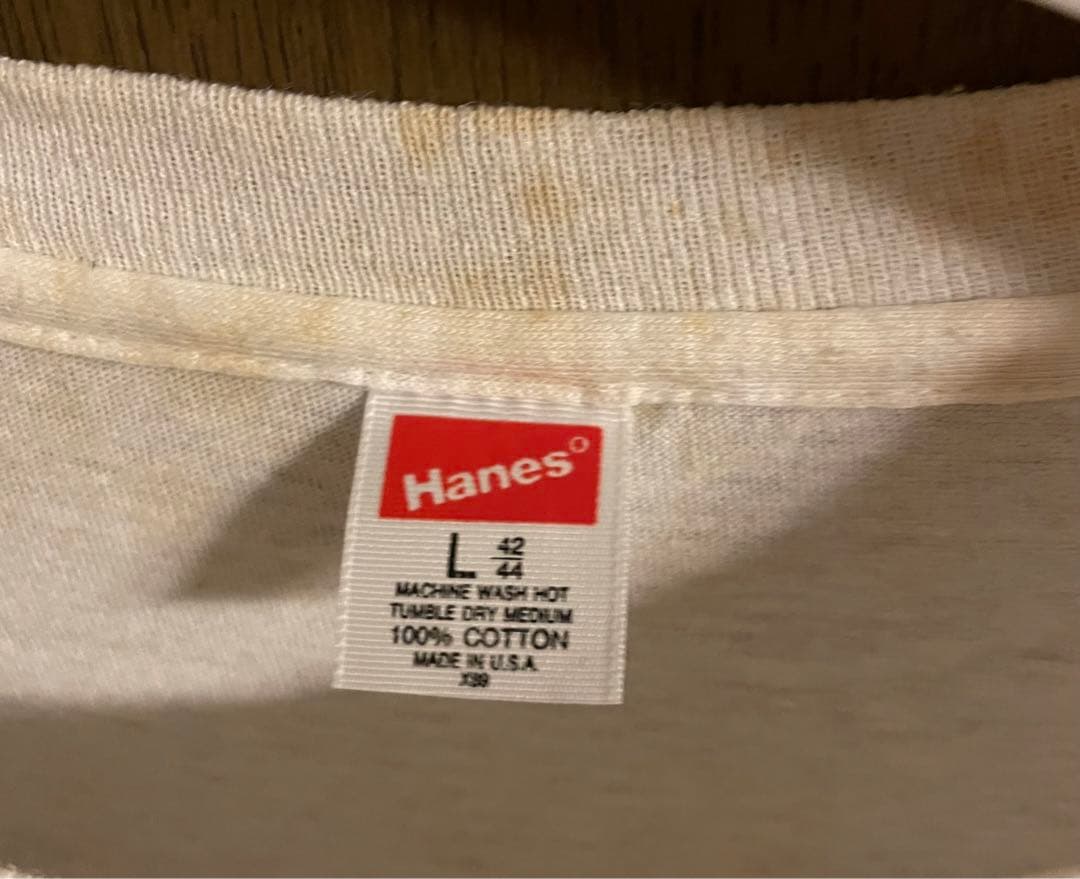 Hanes
L 42/44
MACHINE WASH HOT
TUMBLE DRY MEDIUM
100% COTTON
MADE IN U.S.A.